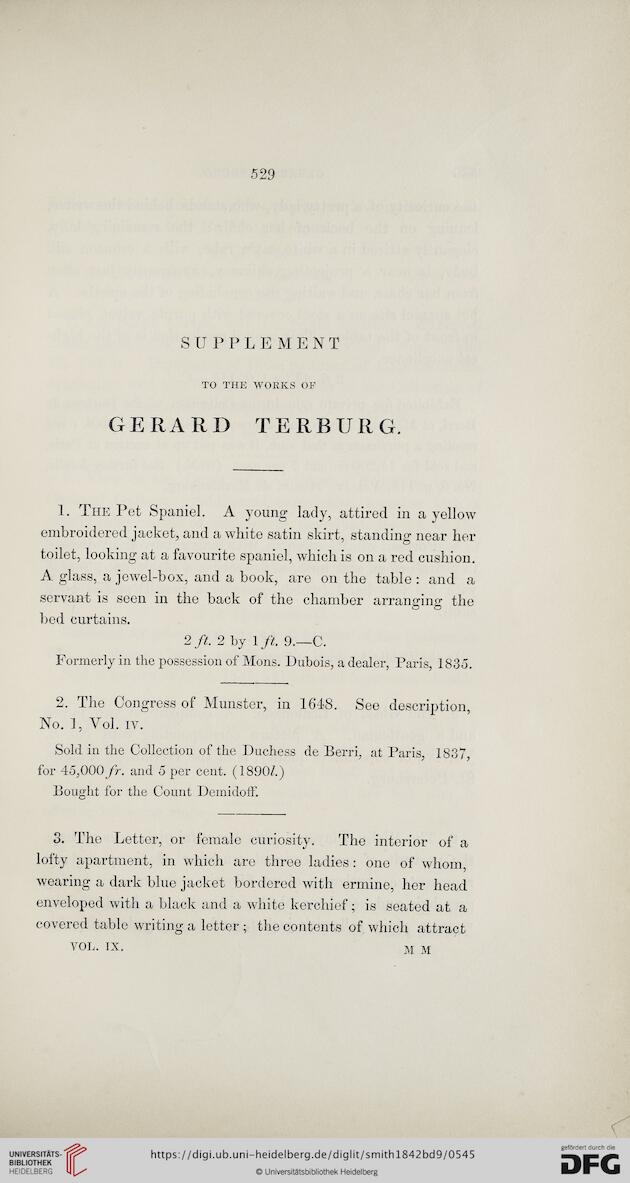 529
SUPPLEMENT
TO THE WORKS OF
GERARD TERBURG.
1. THE Pet Spaniel. A young lady, attired in a yellow
embroidered jacket, and a white satin skirt, standing near her
toilet, looking at a favourite spaniel, which is on a red cushion.
A glass, a jewel-box, and a book, are on the table : and a
servant is seen in the back of the chamber arranging the
bed curtains.
2 ft. 2 by 1 ft. 9.—C.
Formerly in the possession of Mons. Dubois, a dealer, Paris, 1835.
2. The Congress of Munster, in 1648. See description,
No. 1, Vol. IV.
Sold in the Collection of the Duchess de Berri, at Paris, 1837,
for 45,000 fr. and 5 per cent. (1890l.)
Bought for the Count Demidoff.
3. The Letter, or female curiosity. The interior of a
lofty apartment, in which are three ladies : one of whom,
wearing a dark blue jacket bordered with ermine, her head
enveloped with a black and a white kerchief ; is seated at a
covered table writing a letter ; the contents of which attract
VOL. IX. M M
UNIVERSITÄTS-
BIBLIOTHEK
HEIDELBERG
https://digi.ub.uni-heidelberg.de/diglit/smith1842bd9/0545
© Universitätsbibliothek Heidelberg
gefördert durch die
DFG